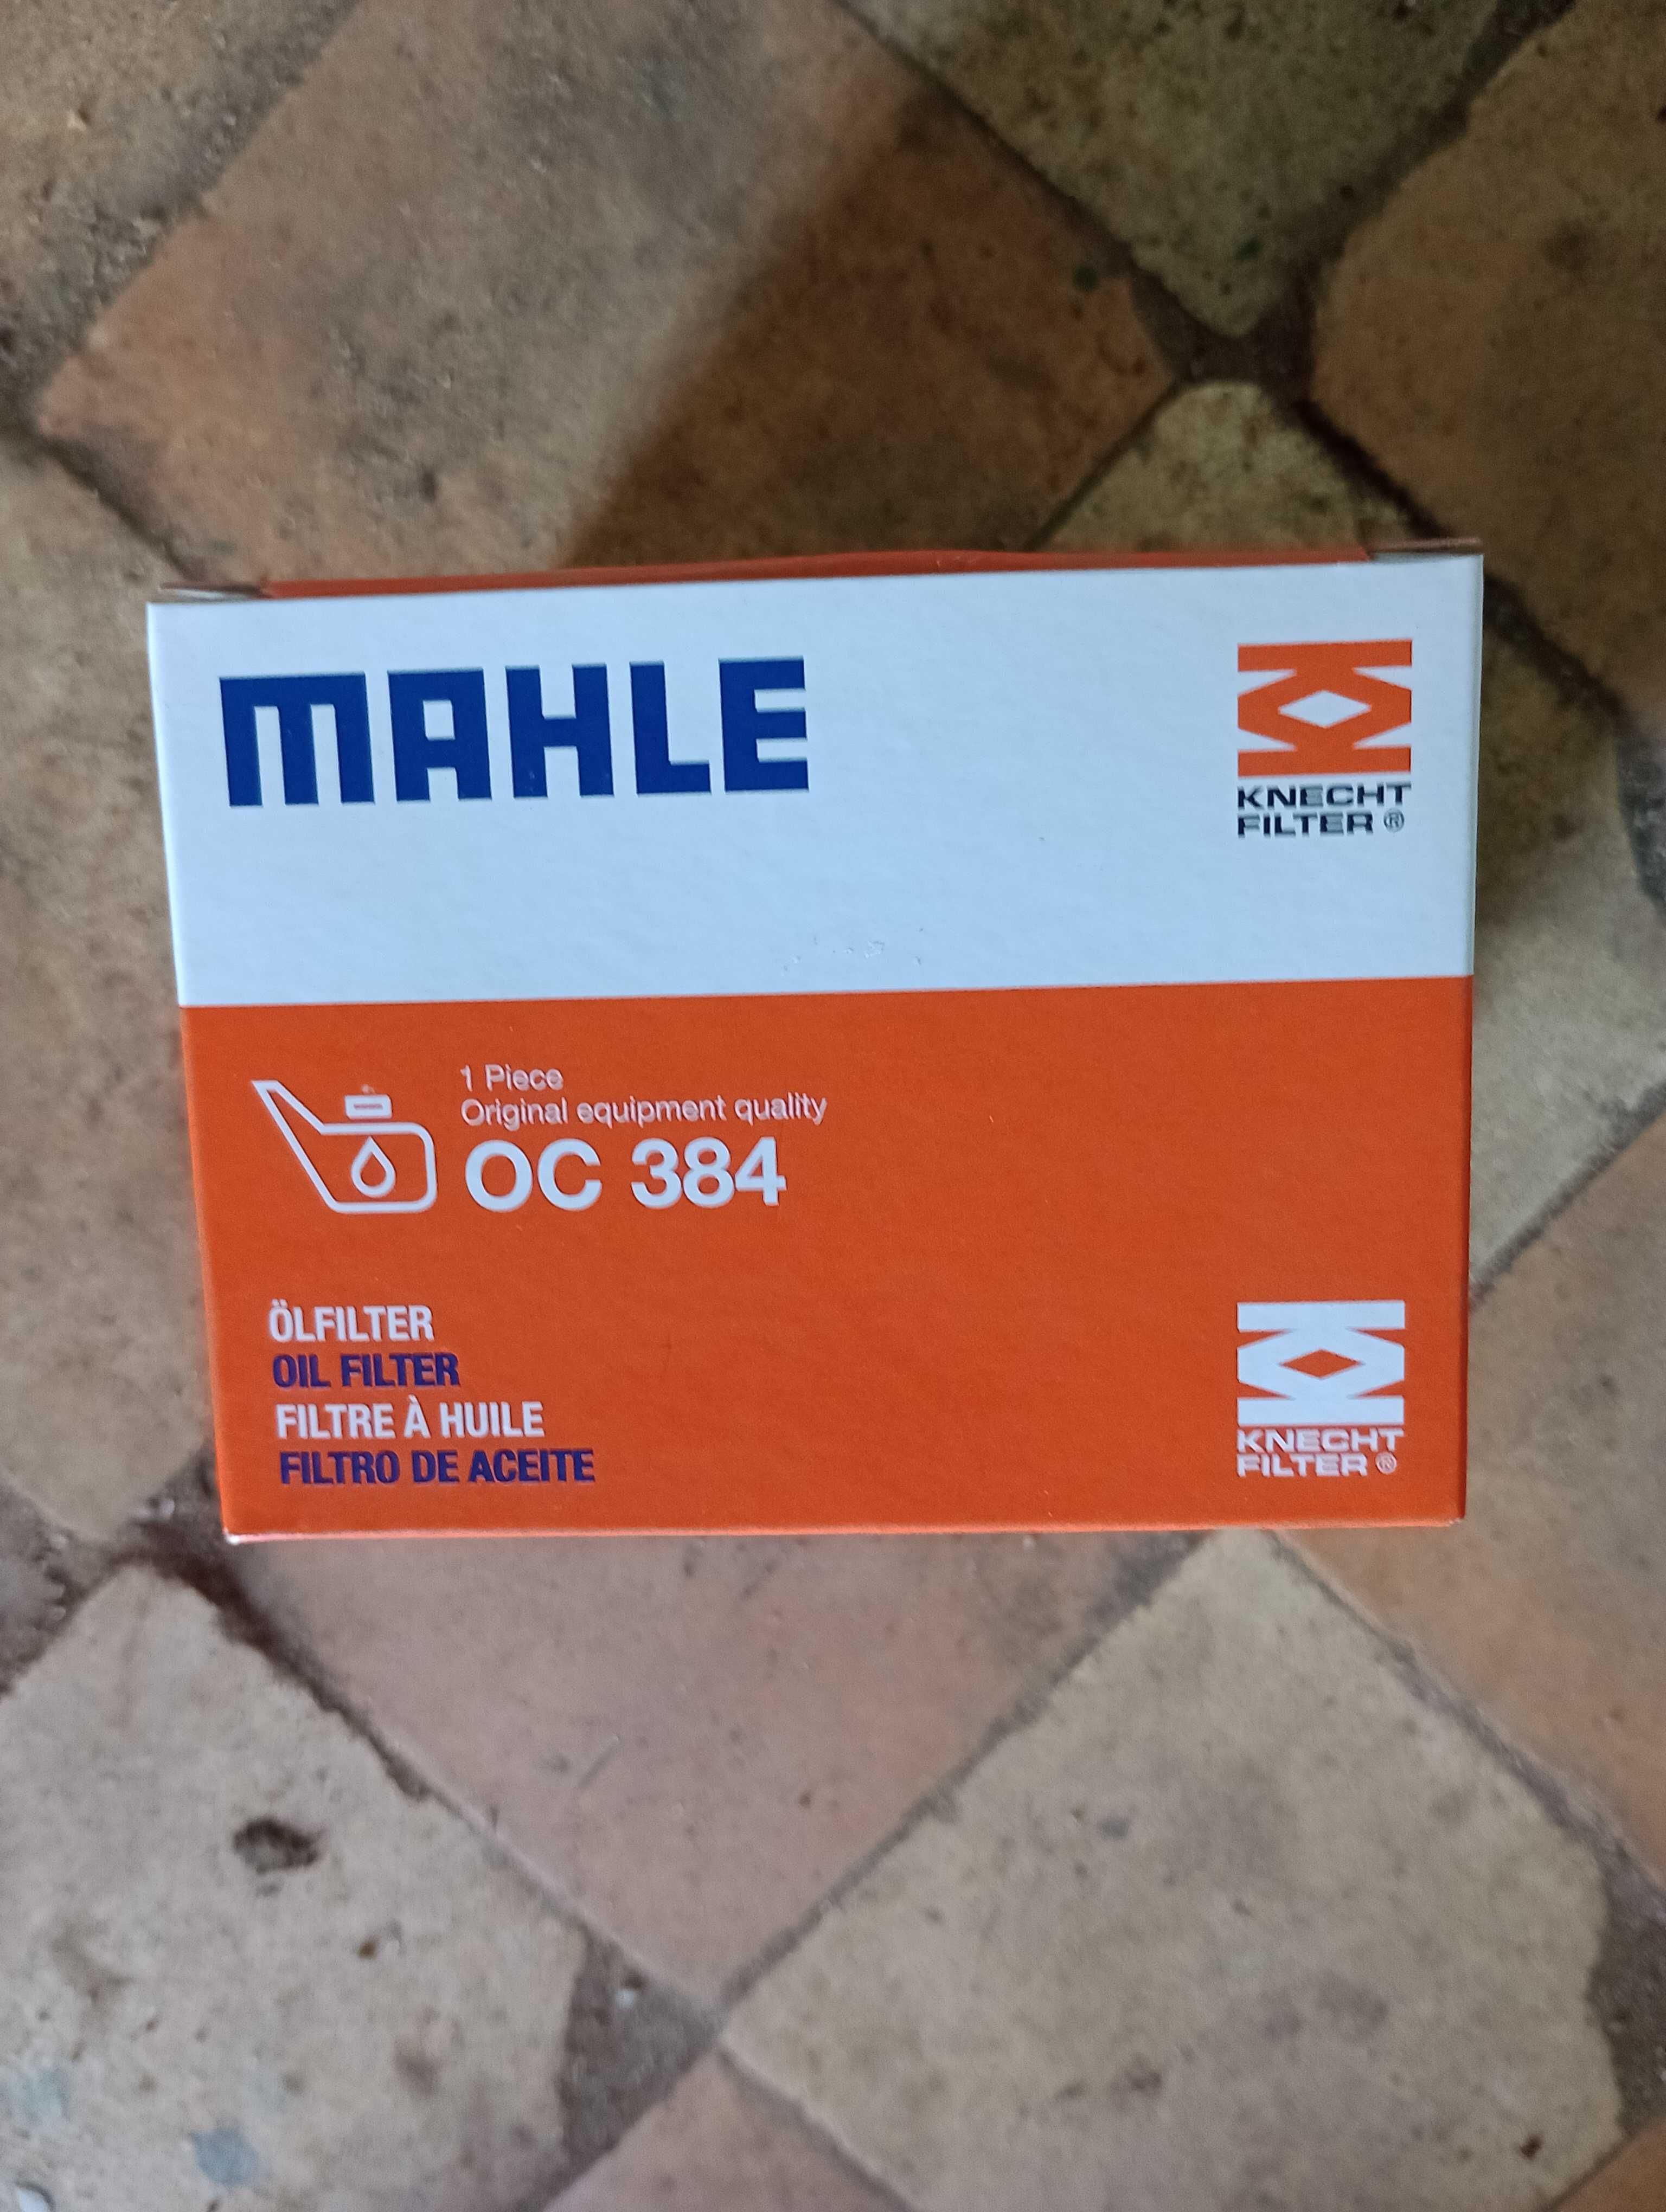 MAHLE
KNECHT
FILTER ®
1 Piece
Original equipment quality
OC 384
ÖLFILTER
OIL FILTER
FILTRE À HUILE
FILTRO DE ACEITE
KNECHT
FILTER ®